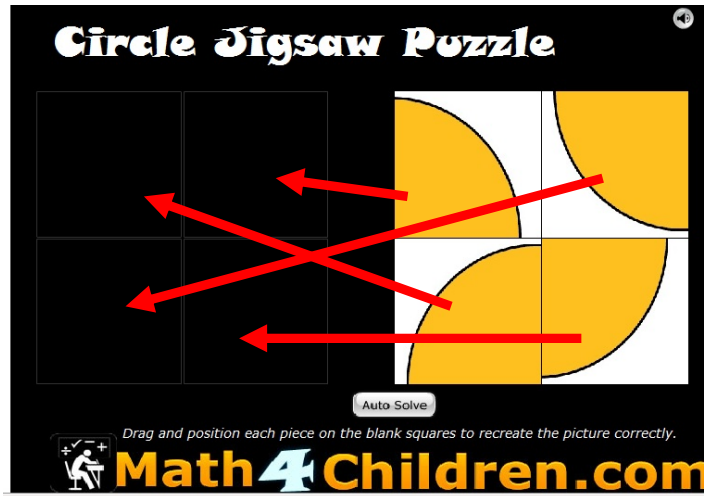 Circle Jigsaw Puzzle
Auto Solve
Drag and position each piece on the blank squares to recreate the picture correctly.
Math4Children.com